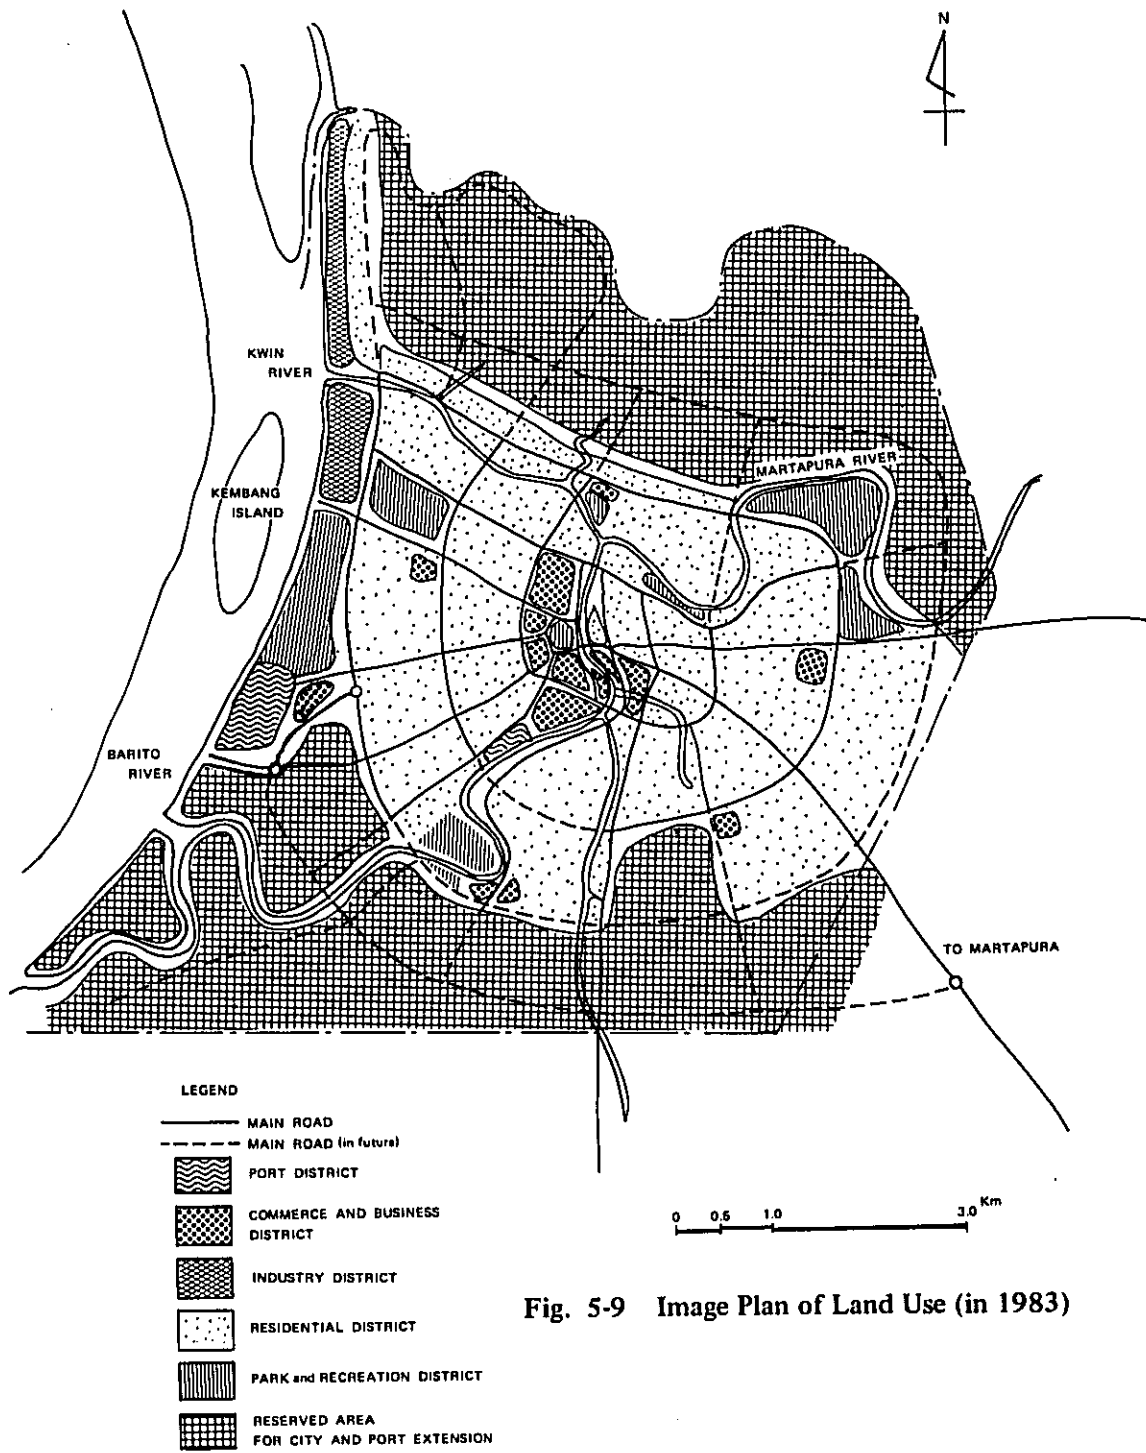 N
KWIN
RIVER
MARTAPURA RIVER
KEMBANG
ISLAND
BARITO
RIVER
TO MARTAPURA
LEGEND
MAIN ROAD
MAIN ROAD (in future)
PORT DISTRICT
COMMERCE AND BUSINESS
DISTRICT
INDUSTRY DISTRICT
RESIDENTIAL DISTRICT
PARK and RECREATION DISTRICT
RESERVED AREA
FOR CITY AND PORT EXTENSION
0 0.5 1.0 3.0 Km
Fig. 5-9 Image Plan of Land Use (in 1983)